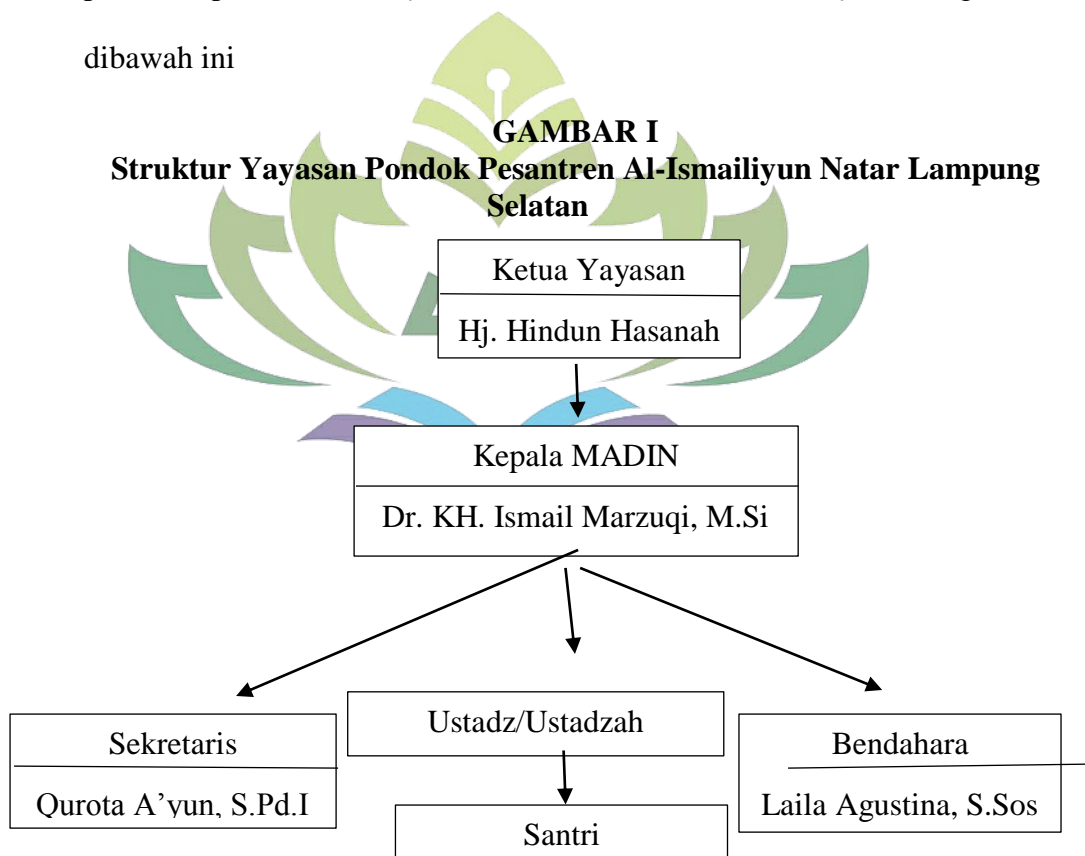 dibawah ini
GAMBAR I
Struktur Yayasan Pondok Pesantren Al-Ismailiyun Natar Lampung
Selatan
Ketua Yayasan
Hj. Hindun Hasanah
Kepala MADIN
Dr. KH. Ismail Marzuqi, M.Si
Sekretaris
Qurota A’yun, S.Pd.I
Ustadz/Ustadzah
Santri
Bendahara
Laila Agustina, S.Sos